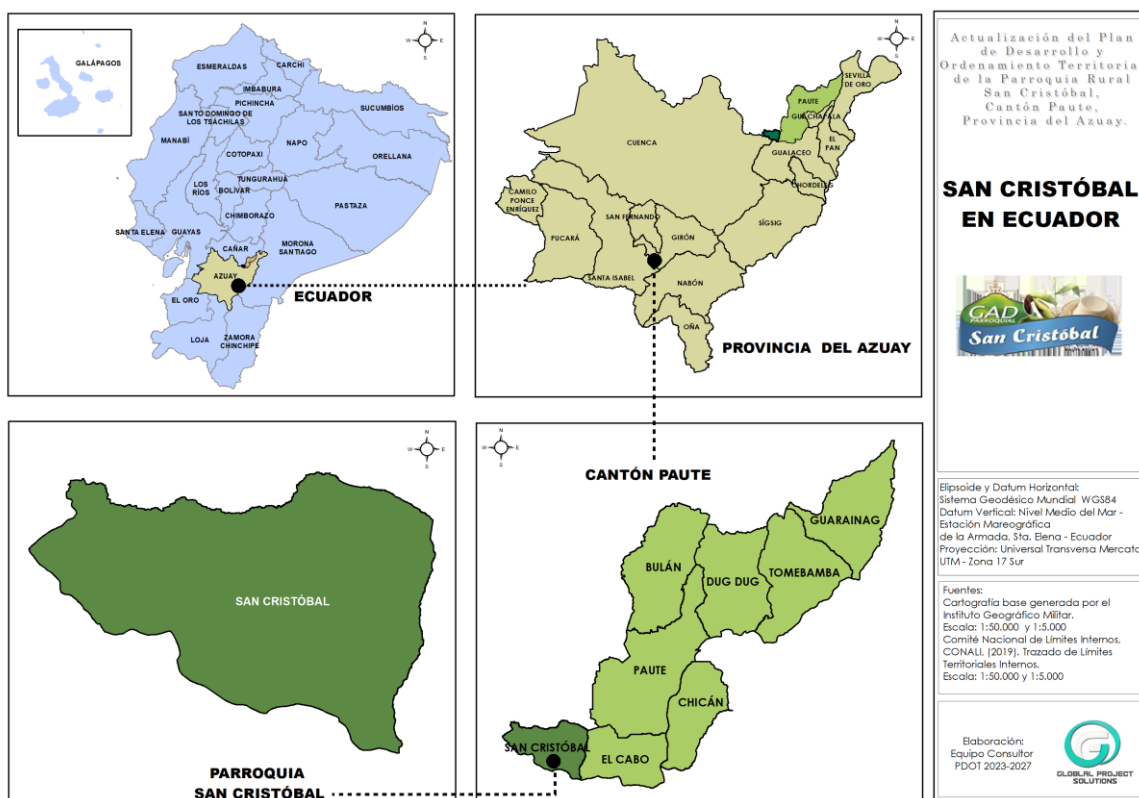 GALÁPAGOS
N
W E
S
ESMERALDAS
CARCHI
IMBABURA
PICHINCHA
SUCUMBÍOS
SANTO DOMINGO DE
LOS TSÁCHILAS
MANABÍ
NAPO
COTOPAXI
ORELLANA
LOS
RÍOS
TUNGURAHUA
BOLÍVAR
PASTAZA
CHIMBORAZO
SANTA ELENA
GUAYAS
MORONA
SANTIAGO
CAÑAR
AZUAY
ECUADOR
EL ORO
LOJA
ZAMORA
CHINCHIPE
N
W E
S
SEVILLA
DE ORO
PAUTE
GUACHAPALA
EL
PAN
CUENCA
GUALACEO
CHORDELEG
CAMILO
PONCE
ENRÍQUEZ
SAN FERNANDO
SÍGSIG
PUCARÁ
GIRÓN
SANTA ISABEL
NABÓN
OÑA
PROVINCIA DEL AZUAY
N
W E
S
SAN CRISTÓBAL
PARROQUIA
SAN CRISTÓBAL
N
W E
S
CANTÓN PAUTE
GUARAINAG
BULÁN
DUG DUG
TOMEBAMBA
PAUTE
CHICÁN
SAN CRISTÓBAL
EL CABO
Actualización del Plan
de Desarrollo y
Ordenamiento Territoria
de la Parroquia Rural
San Cristóbal,
Cantón Paute,
Provincia del Azuay.
SAN CRISTÓBAL
EN ECUADOR
GAD
PARROQUIAL
San Cristóbal
Elipsoide y Datum Horizontal:
Sistema Geodésico Mundial WGS84
Datum Vertical: Nivel Medio del Mar -
Estación Mareográfica
de la Armada, Sta. Elena - Ecuador
Proyección: Universal Transversa Mercato
UTM - Zona 17 Sur
Fuentes:
Cartografía base generada por el
Instituto Geográfico Militar.
Escala: 1:50.000 y 1:5.000
Comité Nacional de Límites Internos,
CONALI, (2019). Trazado de Límites
Territoriales Internos.
Escala: 1:50.000 y 1:5.000
Elaboración:
Equipo Consultor
PDOT 2023-2027
GLOBLAL PROJECT
SOLUTIONS